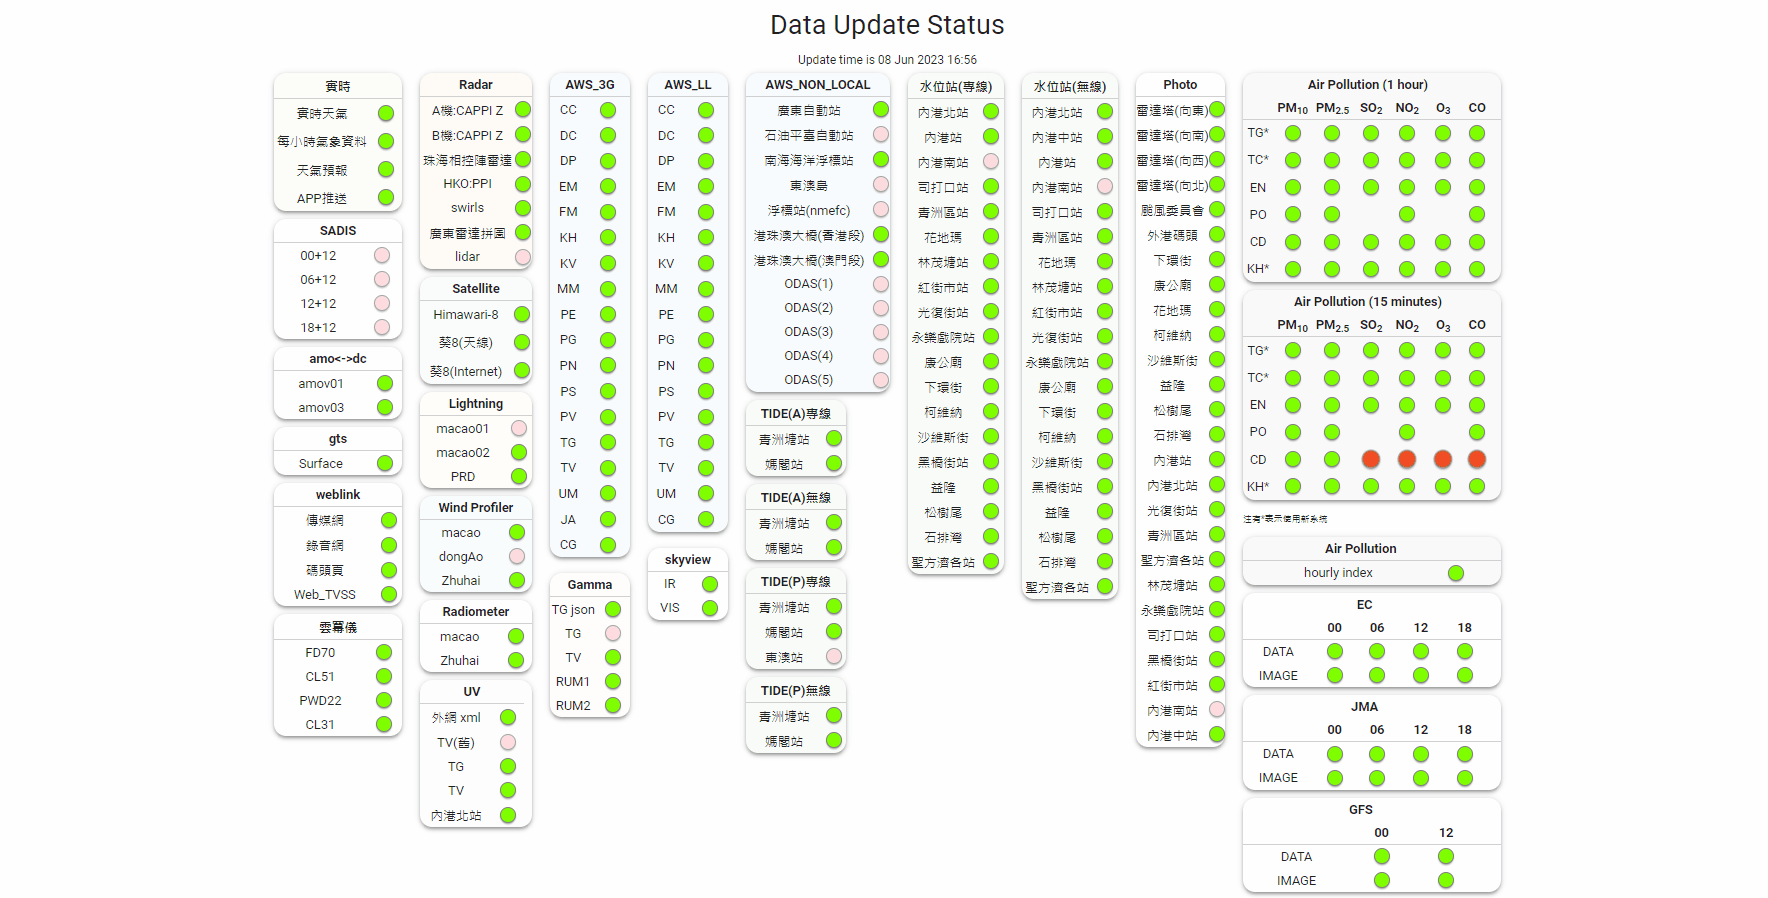 Data Update Status
Update time is 08 Jun 2023 16:56
實時
實時天氣
每小時氣象資料
天氣預報
APP推送
SADIS
00+12
06+12
12+12
18+12
amo<->dc
amov01
amov03
gts
Surface
weblink
傳媒網
錄音網
碼頭頁
Web_TVSS
雲冪儀
FD70
CL51
PWD22
CL31
Radar
A機:CAPPI Z
B機:CAPPI Z
珠海相控陣雷達
HKO:PPI
swirls
廣東雷達拼圖
lidar
Satellite
Himawari-8
葵8(天線)
葵8(Internet)
Lightning
macao01
macao02
PRD
Wind Profiler
macao
dongAo
Zhuhai
Radiometer
macao
Zhuhai
UV
外網 xml
TV(舊)
TG
TV
內港北站
AWS_3G
CC
DC
DP
EM
FM
KH
KV
MM
PE
PG
PN
PS
PV
TG
TV
UM
JA
CG
Gamma
TG json
TG
TV
RUM1
RUM2
AWS_LL
CC
DC
DP
EM
FM
KH
KV
MM
PE
PG
PN
PS
PV
TG
TV
UM
CG
skyview
IR
VIS
AWS_NON_LOCAL
廣東自動站
石油平臺自動站
南海海洋浮標站
東澳島
浮標站(nmefc)
港珠澳大橋(香港段)
港珠澳大橋(澳門段)
ODAS(1)
ODAS(2)
ODAS(3)
ODAS(4)
ODAS(5)
TIDE(A)專線
青洲塘站
媽閣站
TIDE(A)無線
青洲塘站
媽閣站
TIDE(P)專線
青洲塘站
媽閣站
東澳站
TIDE(P)無線
青洲塘站
媽閣站
水位站(專線)
內港北站
內港站
內港南站
司打口站
青洲區站
花地瑪
林茂塘站
紅街市站
光復街站
永樂戲院站
康公廟
下環街
柯維納
沙維斯街
黑橋街站
益隆
松樹尾
石排灣
聖方濟各站
水位站(無線)
內港北站
內港中站
內港站
內港南站
司打口站
青洲區站
花地瑪
林茂塘站
紅街市站
光復街站
永樂戲院站
康公廟
下環街
柯維納
沙維斯街
黑橋街站
益隆
松樹尾
石排灣
聖方濟各站
Photo
雷達塔(向東)
雷達塔(向南)
雷達塔(向西)
雷達塔(向北)
颱風委員會
外港碼頭
下環街
康公廟
花地瑪
柯維納
沙維斯街
益隆
松樹尾
石排灣
內港站
內港北站
光復街站
青洲區站
聖方濟各站
林茂塘站
永樂戲院站
司打口站
黑橋街站
紅街市站
內港南站
內港中站
Air Pollution (1 hour)
PM10 PM2.5 SO2 NO2 O3 CO
TG*
TC*
EN
PO
CD
KH*
Air Pollution (15 minutes)
PM10 PM2.5 SO2 NO2 O3 CO
TG*
TC*
EN
PO
CD
KH*
注有*表示使用新系統
Air Pollution
hourly index
EC
00 06 12 18
DATA
IMAGE
JMA
00 06 12 18
DATA
IMAGE
GFS
00 12
DATA
IMAGE